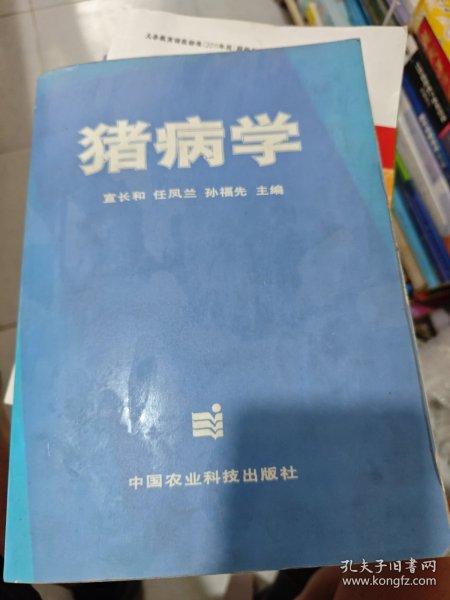 猪病学
宣长和 任凤兰 孙福先 主编
中国农业科技出版社
孔夫子旧书网
www.kongfz.com